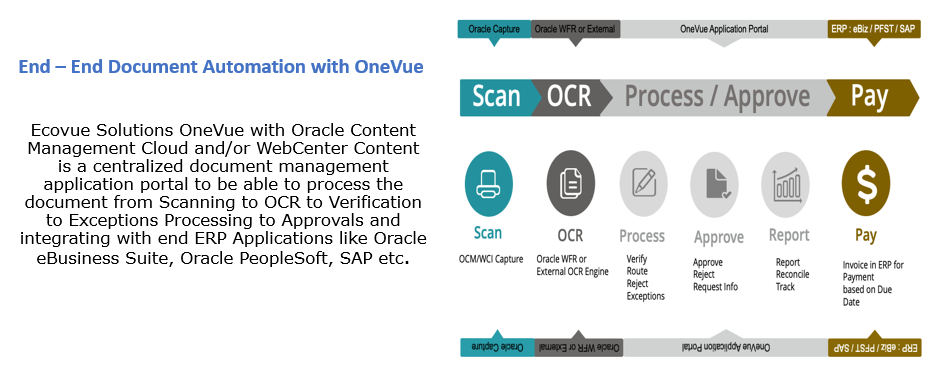 End – End Document Automation with OneVue
Ecovue Solutions OneVue with Oracle Content
Management Cloud and/or WebCenter Content
is a centralized document management
application portal to be able to process the
document from Scanning to OCR to Verification
to Exceptions Processing to Approvals and
integrating with end ERP Applications like Oracle
eBusiness Suite, Oracle PeopleSoft, SAP etc.
Oracle Capture
Oracle WFR or External
OneVue Application Portal
ERP : eBiz / PFST / SAP
Scan
OCR
Process / Approve
Pay
Scan
OCM/WCI Capture
OCR
Oracle WFR or
External OCR Engine
Process
Verify
Route
Reject
Exceptions
Approve
Approve
Reject
Request Info
Report
Report
Reconcile
Track
Pay
Invoice in ERP for
Payment
based on Due
Date
Oracle Capture
Oracle WFR or External
OneVue Application Portal
ERP : eBiz / PFST
/ SAP